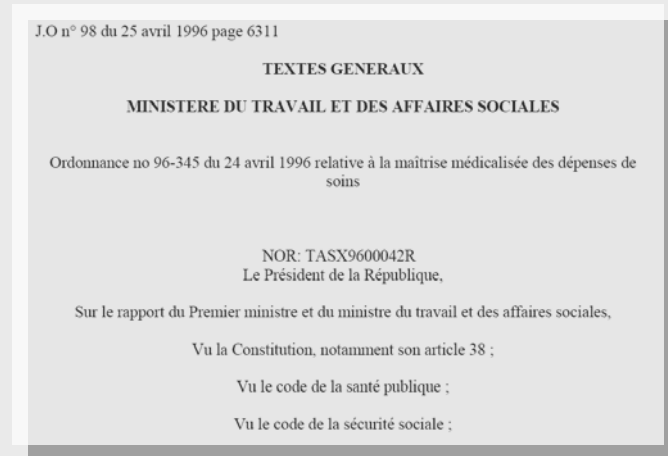 J.O n° 98 du 25 avril 1996 page 6311
TEXTES GENERAUX
MINISTERE DU TRAVAIL ET DES AFFAIRES SOCIALES
Ordonnance no 96-345 du 24 avril 1996 relative à la maîtrise médicalisée des dépenses de
soins
NOR: TASX9600042R
Le Président de la République,
Sur le rapport du Premier ministre et du ministre du travail et des affaires sociales,
Vu la Constitution, notamment son article 38 ;
Vu le code de la santé publique ;
Vu le code de la sécurité sociale ;